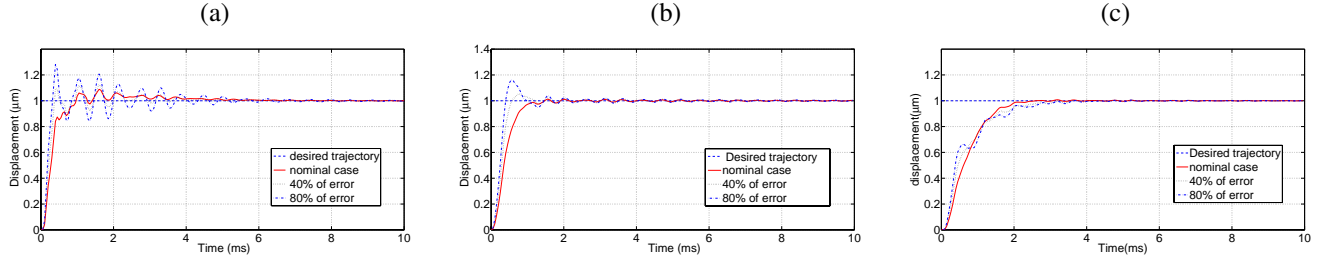 (a)
Displacement (µm)
1.2
1
0.8
0.6
0.4
0.2
0
desired trajectory
nominal case
40% of error
80% of error
0 2 4 6 8 10
Time (ms)
(b)
Displacement (µm)
1.4
1.2
1
0.8
0.6
0.4
0.2
0
Desired trajectory
nominal case
40% of error
80% of error
0 2 4 6 8 10
Time (ms)
(c)
displacement(µm)
1.2
1
0.8
0.6
0.4
0.2
0
Desired trajectory
nominal case
40% of error
80% of error
0 2 4 6 8 10
Time(ms)